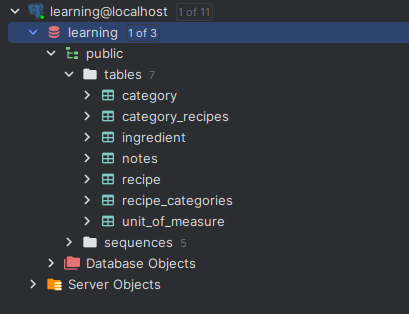 learning@localhost 1 of 11
learning 1 of 3
public
tables 7
category
category_recipes
ingredient
notes
recipe
recipe_categories
unit_of_measure
sequences 5
Database Objects
Server Objects